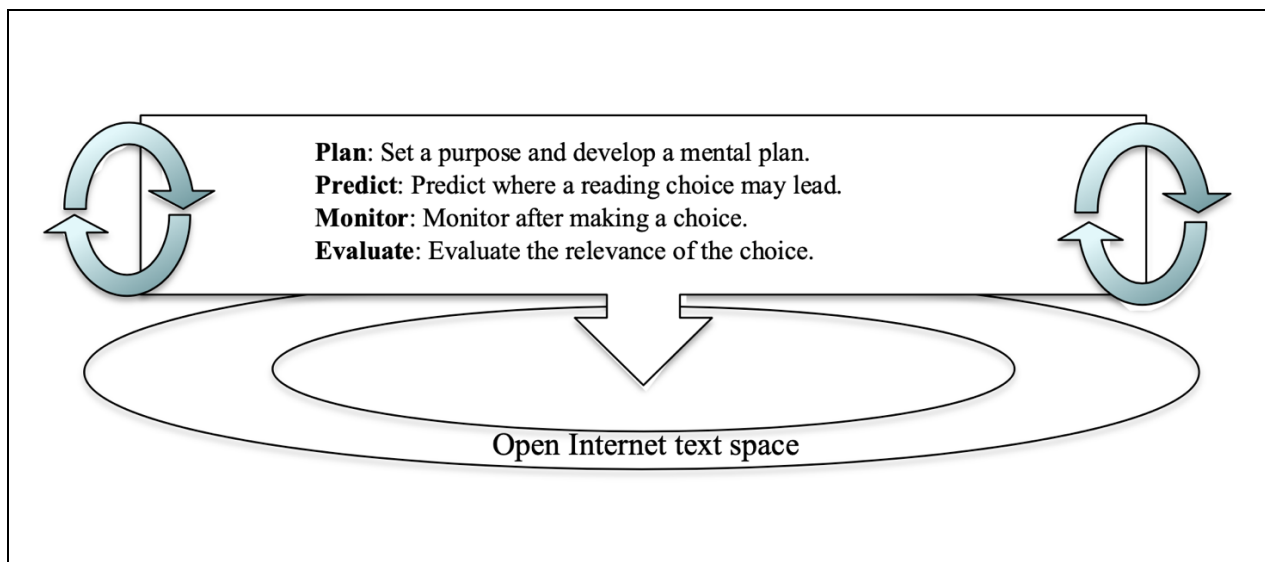 Plan: Set a purpose and develop a mental plan.
Predict: Predict where a reading choice may lead.
Monitor: Monitor after making a choice.
Evaluate: Evaluate the relevance of the choice.
Open Internet text space